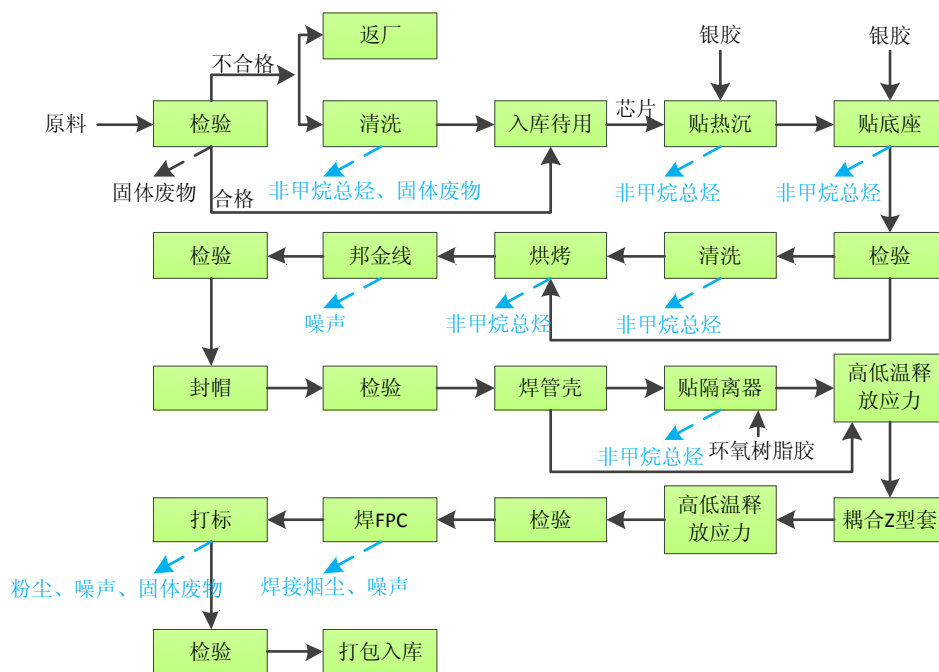 返厂
银胶
银胶
不合格
原料
检验
清洗
入库待用
芯片
贴热沉
贴底座
固体废物
合格
非甲烷总烃、固体废物
非甲烷总烃
非甲烷总烃
检验
邦金线
烘烤
清洗
检验
噪声
非甲烷总烃
非甲烷总烃
封帽
检验
焊管壳
贴隔离器
高低温释
放应力
非甲烷总烃
环氧树脂胶
打标
焊FPC
检验
高低温释
放应力
耦合Z型套
粉尘、噪声、固体废物
焊接烟尘、噪声
检验
打包入库